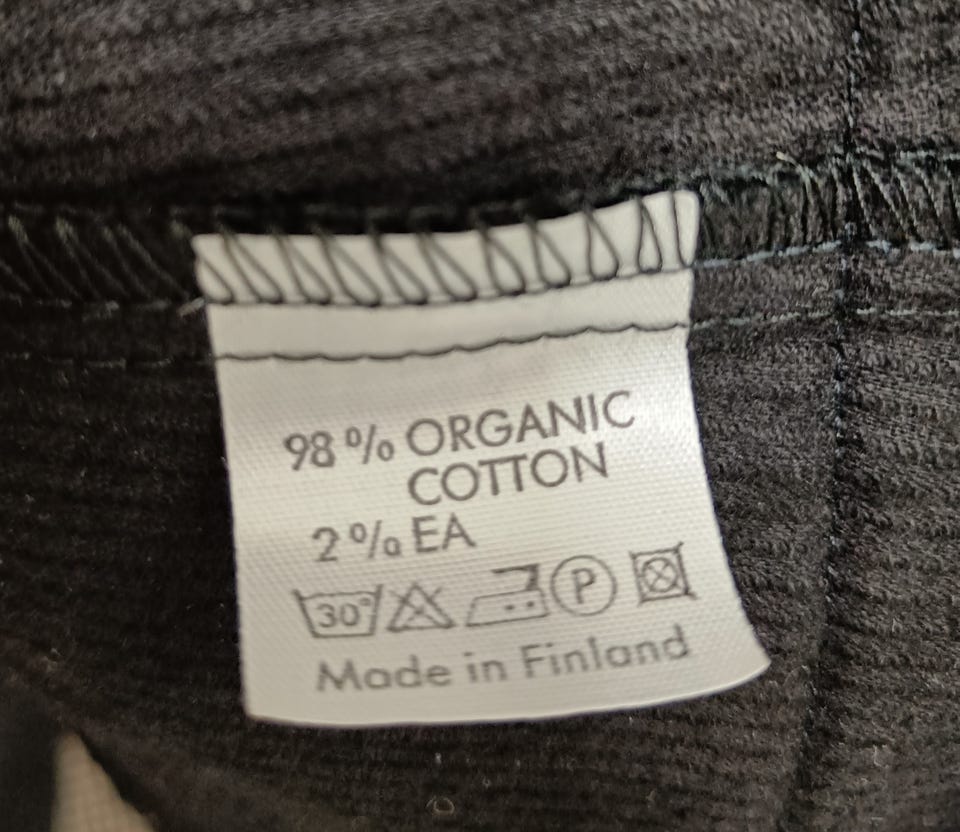 98 % ORGANIC
COTTON
2 % EA
30° P
Made in Finland